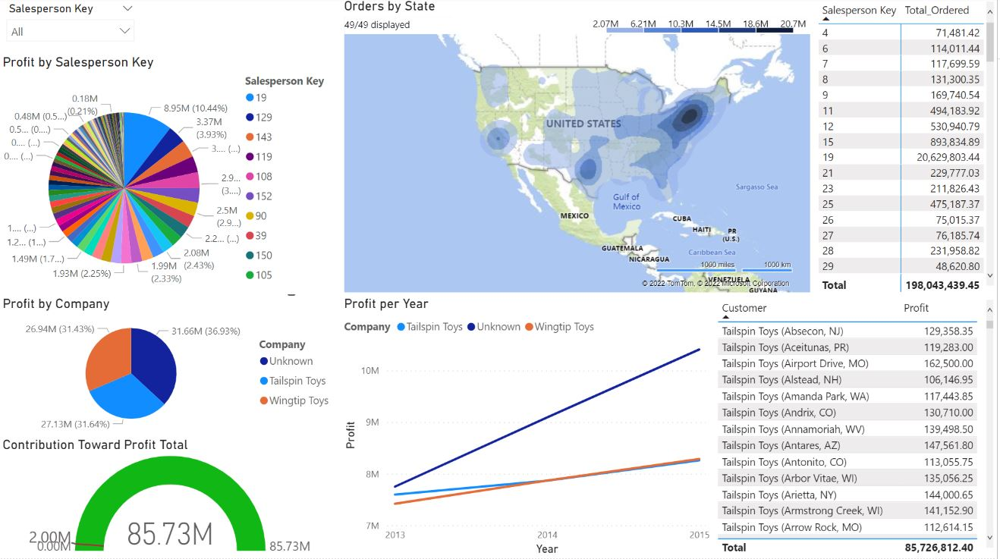 Salesperson Key
All
Profit by Salesperson Key
0.18M
(0.21%)
0.48M (0.5...)
0.5... (0....)
0.... (...)
0.... (...)
1.... (...)
1.2... (1...)
1.49M (1.7...)
1.93M (2.25%)
8.95M (10.44%)
3.37M
(3.93%)
3.... (...)
2.9...
(3....)
2.5M
(2.9...)
2.2... (...)
2.08M
(2.43%)
1.99M
(2.33%)
Salesperson Key
19
129
143
119
108
152
90
39
150
105
Orders by State
49/49 displayed
2.07M 6.21M 10.3M 14.5M 18.6M 20.7M
UNITED STATES
Sargasso Sea
Gulf of
Mexico
MEXICO
CUBA
HAITI
PR
(U.S.)
GUATEMALA
Caribbean Sea
NICARAGUA
1000 miles 1000 km
VENEZUELA
© 2022 TomTom, © 2022 Microsoft Corporation
GUYANA
Salesperson Key Total_Ordered
4 71,481.42
6 114,011.44
7 117,699.59
8 131,300.35
9 169,740.54
11 494,183.92
12 530,940.79
15 893,834.89
19 20,629,803.44
21 229,777.03
23 211,826.43
25 475,187.37
26 75,015.37
27 76,185.74
28 231,958.82
29 48,620.80
Total 198,043,439.45
Profit by Company
26.94M (31.43%)
31.66M (36.93%)
27.13M (31.64%)
Company
Unknown
Tailspin Toys
Wingtip Toys
Contribution Toward Profit Total
2.00M
0.00M
85.73M
85.73M
Profit per Year
Company Tailspin Toys Unknown Wingtip Toys
10M
9M
8M
7M
Profit
2013 2014 2015
Year
Customer Profit
Tailspin Toys (Absecon, NJ) 129,358.35
Tailspin Toys (Aceitunas, PR) 119,283.00
Tailspin Toys (Airport Drive, MO) 162,500.00
Tailspin Toys (Alstead, NH) 106,146.95
Tailspin Toys (Amanda Park, WA) 117,443.85
Tailspin Toys (Andrix, CO) 130,710.00
Tailspin Toys (Annamoriah, WV) 139,498.50
Tailspin Toys (Antares, AZ) 147,561.80
Tailspin Toys (Antonito, CO) 113,055.75
Tailspin Toys (Arbor Vitae, WI) 135,056.25
Tailspin Toys (Arietta, NY) 144,000.65
Tailspin Toys (Armstrong Creek, WI) 141,152.90
Tailspin Toys (Arrow Rock, MO) 112,614.15
Total 85,726,812.40